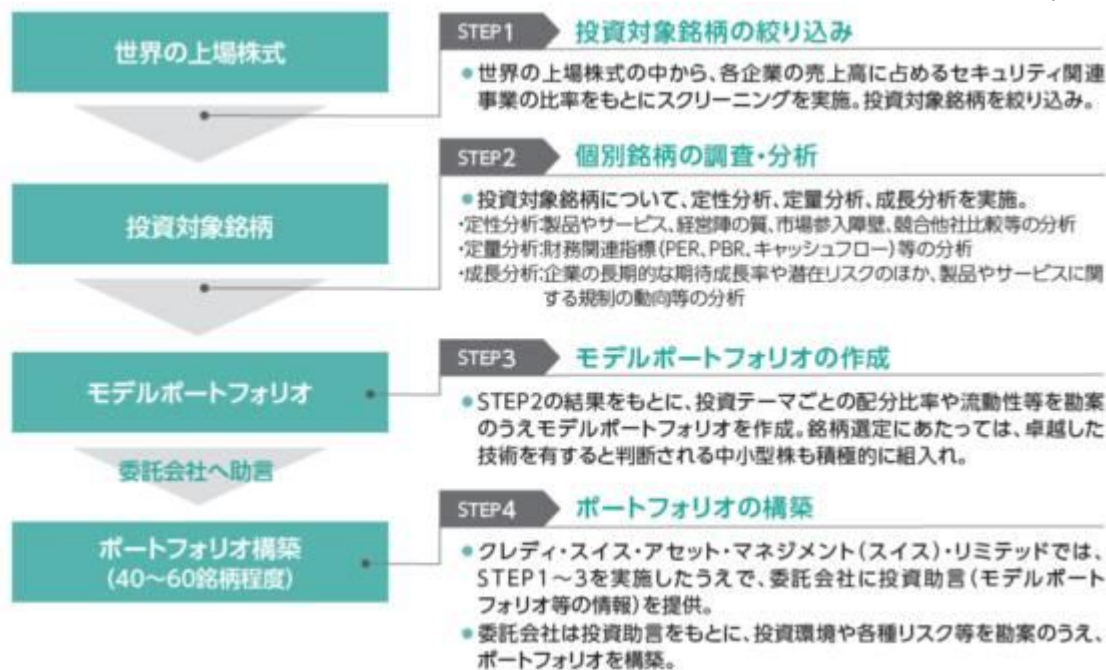 世界の上場株式
STEP1 投資対象銘柄の絞り込み
●世界の上場株式の中から、各企業の売上高に占めるセキュリティ関連
事業の比率をもとにスクリーニングを実施。投資対象銘柄を絞り込み。
投資対象銘柄
STEP2 個別銘柄の調査・分析
●投資対象銘柄について、定性分析、定量分析、成長分析を実施。
・定性分析:製品やサービス、経営陣の質、市場参入障壁、競合他社比較等の分析
・定量分析:財務関連指標(PER、PBR、キャッシュフロー)等の分析
・成長分析:企業の長期的な期待成長率や潜在リスクのほか、製品やサービスに関
する規制の動向等の分析
モデルポートフォリオ
STEP3 モデルポートフォリオの作成
●STEP2の結果をもとに、投資テーマごとの配分比率や流動性等を勘案
のうえモデルポートフォリオを作成。銘柄選定にあたっては、卓越した
技術を有すると判断される中小型株も積極的に組入れ。
委託会社へ助言
ポートフォリオ構築
(40~60銘柄程度)
STEP4 ポートフォリオの構築
●クレディ・スイス・アセット・マネジメント(スイス)・リミテッドでは、
STEP1~3を実施したうえで、委託会社に投資助言(モデルポート
フォリオ等の情報)を提供。
●委託会社は投資助言をもとに、投資環境や各種リスク等を勘案のうえ、
ポートフォリオを構築。